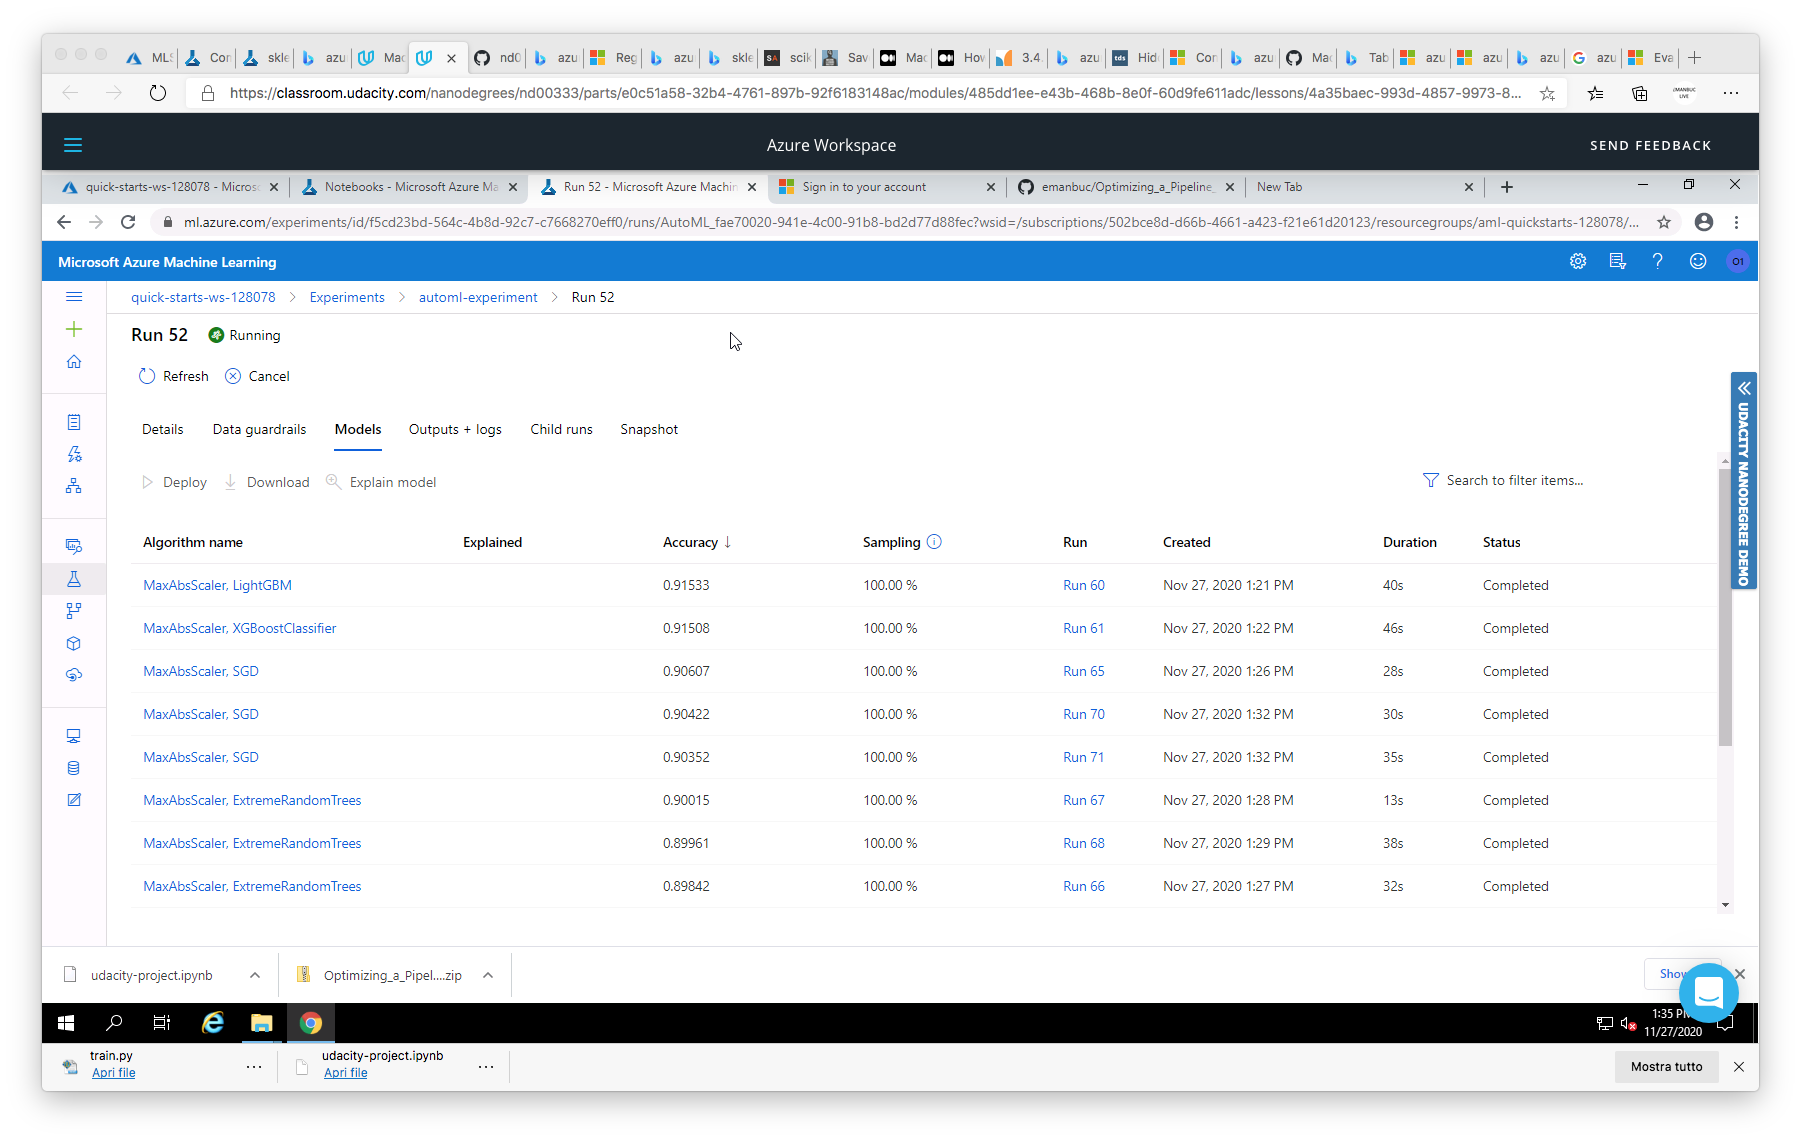 MLS
Con
skle
azu
Mac
nd0
azu
Reg
azu
skle
SA
scik
Sav
Mac
How
3.4.
azu
tds
Hid
Con
azu
Mac
Tab
azu
azu
azu
azu
Eva
https://classroom.udacity.com/nanodegrees/nd00333/parts/e0c51a58-32b4-4761-897b-92f6183148ac/modules/485dd1ee-e43b-468b-8e0f-60d9fe611adc/lessons/4a35baec-993d-4857-9973-8...
Azure Workspace
SEND FEEDBACK
quick-starts-ws-128078 - Micros
Notebooks - Microsoft Azure Ma
Run 52 - Microsoft Azure Machin
Sign in to your account
emanbuc/Optimizing_a_Pipeline_
New Tab
ml.azure.com/experiments/id/f5cd23bd-564c-4b8d-92c7-c7668270eff0/runs/AutoML_fae70020-941e-4c00-91b8-bd2d77d88fec?wsid=/subscriptions/502bce8d-d66b-4661-a423-f21e61d20123/resourcegroups/aml-quickstarts-128078/...
Microsoft Azure Machine Learning
O1
quick-starts-ws-128078 > Experiments > automl-experiment > Run 52
Run 52 Running
Refresh Cancel
Details Data guardrails Models Outputs + logs Child runs Snapshot
Deploy Download Explain model
Search to filter items...
UDACITY NANODEGREE DEMO
Algorithm name Explained Accuracy ↓ Sampling Run Created Duration Status
MaxAbsScaler, LightGBM 0.91533 100.00 % Run 60 Nov 27, 2020 1:21 PM 40s Completed
MaxAbsScaler, XGBoostClassifier 0.91508 100.00 % Run 61 Nov 27, 2020 1:22 PM 46s Completed
MaxAbsScaler, SGD 0.90607 100.00 % Run 65 Nov 27, 2020 1:26 PM 28s Completed
MaxAbsScaler, SGD 0.90422 100.00 % Run 70 Nov 27, 2020 1:32 PM 30s Completed
MaxAbsScaler, SGD 0.90352 100.00 % Run 71 Nov 27, 2020 1:32 PM 35s Completed
MaxAbsScaler, ExtremeRandomTrees 0.90015 100.00 % Run 67 Nov 27, 2020 1:28 PM 13s Completed
MaxAbsScaler, ExtremeRandomTrees 0.89961 100.00 % Run 68 Nov 27, 2020 1:29 PM 38s Completed
MaxAbsScaler, ExtremeRandomTrees 0.89842 100.00 % Run 66 Nov 27, 2020 1:27 PM 32s Completed
udacity-project.ipynb
Optimizing_a_Pipel....zip
Show
1:35 PM
11/27/2020
train.py
Apri file
udacity-project.ipynb
Apri file
Mostra tutto